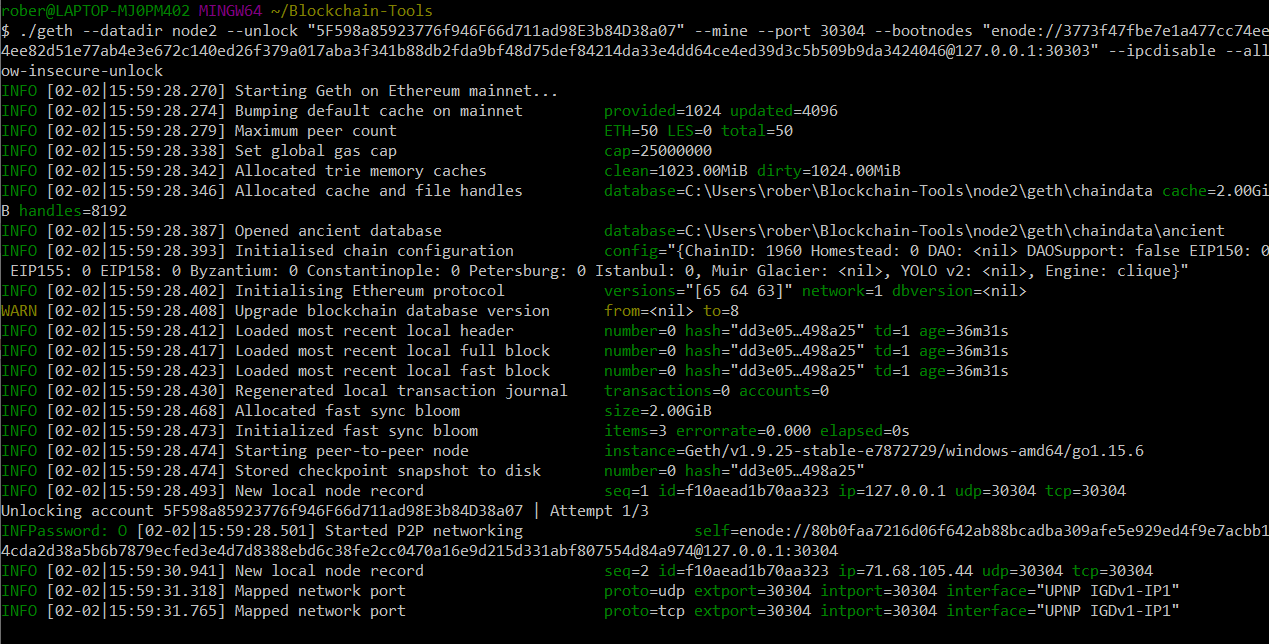 rober@LAPTOP-MJ0PM402 MINGW64 ~/Blockchain-Tools
$ ./geth --datadir node2 --unlock "5F598a85923776f946F66d711ad98E3b84D38a07" --mine --port 30304 --bootnodes "enode://3773f47fbe7e1a477cc74ee
4ee82d51e77ab4e3e672c140ed26f379a017aba3f341b88db2fda9bf48d75def84214da33e4dd64ce4ed39d3c5b509b9da3424046@127.0.0.1:30303" --ipcdisable --all
ow-insecure-unlock
INFO [02-02|15:59:28.270] Starting Geth on Ethereum mainnet...
INFO [02-02|15:59:28.274] Bumping default cache on mainnet provided=1024 updated=4096
INFO [02-02|15:59:28.279] Maximum peer count ETH=50 LES=0 total=50
INFO [02-02|15:59:28.338] Set global gas cap cap=25000000
INFO [02-02|15:59:28.342] Allocated trie memory caches clean=1023.00MiB dirty=1024.00MiB
INFO [02-02|15:59:28.346] Allocated cache and file handles database=C:\Users\rober\Blockchain-Tools\node2\geth\chaindata cache=2.00Gi
B handles=8192
INFO [02-02|15:59:28.387] Opened ancient database database=C:\Users\rober\Blockchain-Tools\node2\geth\chaindata\ancient
INFO [02-02|15:59:28.393] Initialised chain configuration config="{ChainID: 1960 Homestead: 0 DAO: <nil> DAOSupport: false EIP150: 0
EIP155: 0 EIP158: 0 Byzantium: 0 Constantinople: 0 Petersburg: 0 Istanbul: 0, Muir Glacier: <nil>, YOLO v2: <nil>, Engine: clique}"
INFO [02-02|15:59:28.402] Initialising Ethereum protocol versions="[65 64 63]" network=1 dbversion=<nil>
WARN [02-02|15:59:28.408] Upgrade blockchain database version from=<nil> to=8
INFO [02-02|15:59:28.412] Loaded most recent local header number=0 hash="dd3e05…498a25" td=1 age=36m31s
INFO [02-02|15:59:28.417] Loaded most recent local full block number=0 hash="dd3e05…498a25" td=1 age=36m31s
INFO [02-02|15:59:28.423] Loaded most recent local fast block number=0 hash="dd3e05…498a25" td=1 age=36m31s
INFO [02-02|15:59:28.430] Regenerated local transaction journal transactions=0 accounts=0
INFO [02-02|15:59:28.468] Allocated fast sync bloom size=2.00GiB
INFO [02-02|15:59:28.473] Initialized fast sync bloom items=3 errorrate=0.000 elapsed=0s
INFO [02-02|15:59:28.474] Starting peer-to-peer node instance=Geth/v1.9.25-stable-e7872729/windows-amd64/go1.15.6
INFO [02-02|15:59:28.474] Stored checkpoint snapshot to disk number=0 hash="dd3e05…498a25"
INFO [02-02|15:59:28.493] New local node record seq=1 id=f10aead1b70aa323 ip=127.0.0.1 udp=30304 tcp=30304
Unlocking account 5F598a85923776f946F66d711ad98E3b84D38a07 | Attempt 1/3
INFPassword: O [02-02|15:59:28.501] Started P2P networking self=enode://80b0faa7216d06f642ab88bcadba309afe5e929ed4f9e7acbb1
4cda2d38a5b6b7879ecfed3e4d7d8388ebd6c38fe2cc0470a16e9d215d331abf807554d84a974@127.0.0.1:30304
INFO [02-02|15:59:30.941] New local node record seq=2 id=f10aead1b70aa323 ip=71.68.105.44 udp=30304 tcp=30304
INFO [02-02|15:59:31.318] Mapped network port proto=udp extport=30304 intport=30304 interface="UPNP IGDv1-IP1"
INFO [02-02|15:59:31.765] Mapped network port proto=tcp extport=30304 intport=30304 interface="UPNP IGDv1-IP1"